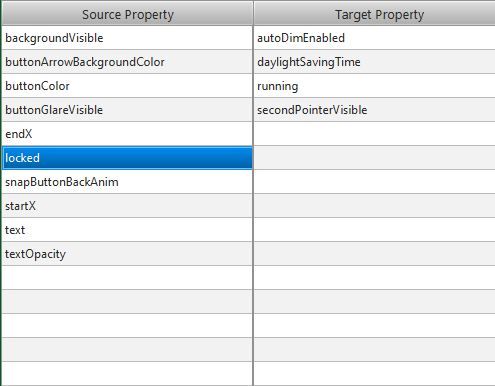 Source Property Target Property
backgroundVisible autoDimEnabled
buttonArrowBackgroundColor daylightSavingTime
buttonColor running
buttonGlareVisible secondPointerVisible
endX
locked
snapButtonBackAnim
startX
text
textOpacity